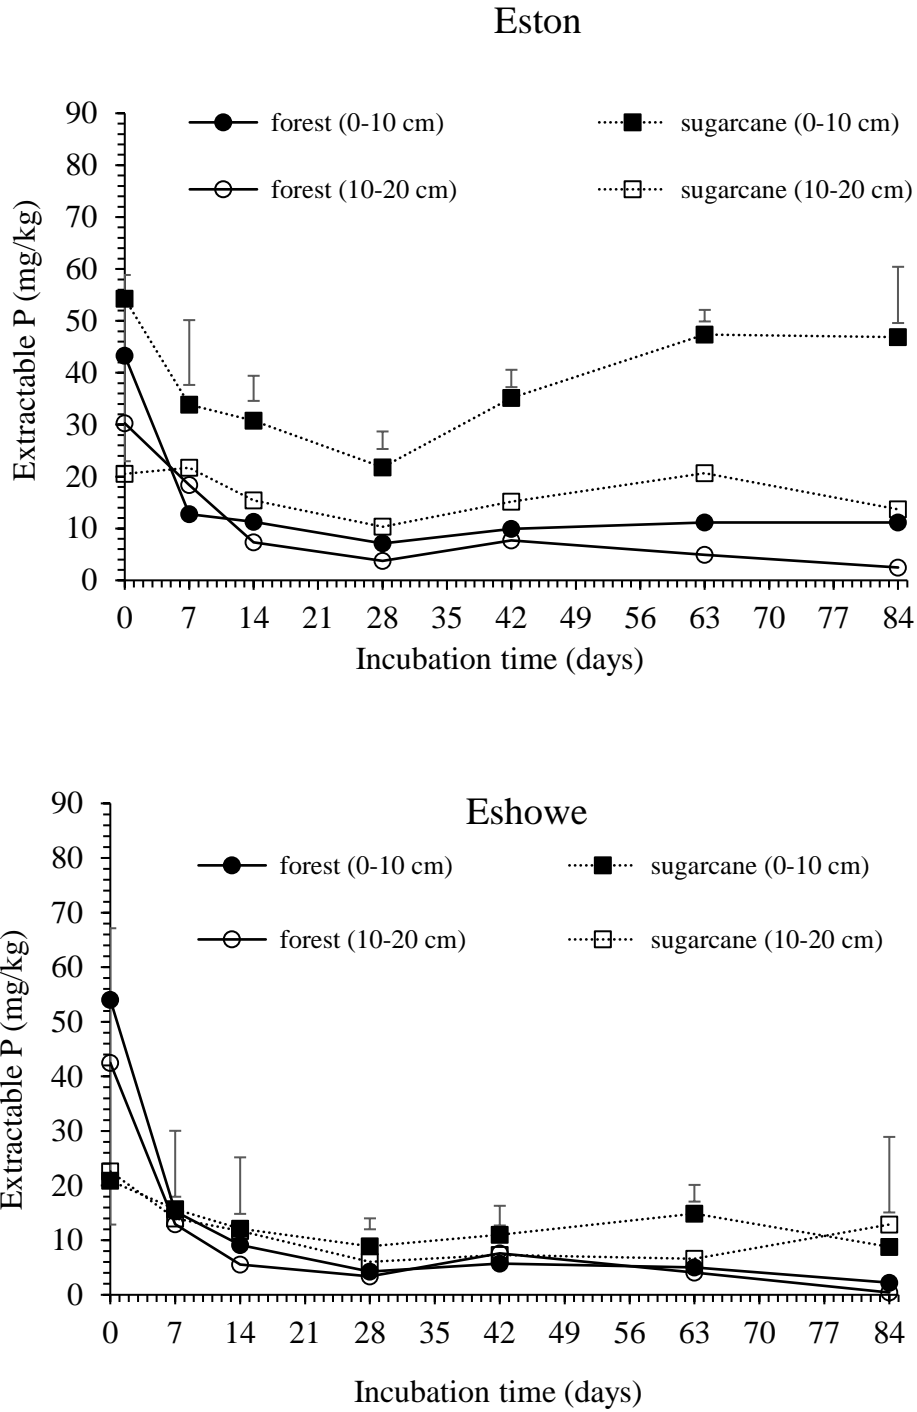 Eston
90
80
70
60
50
40
30
20
10
0
Extractable P (mg/kg)
forest (0-10 cm)
sugarcane (0-10 cm)
forest (10-20 cm)
sugarcane (10-20 cm)
0 7 14 21 28 35 42 49 56 63 70 77 84
Incubation time (days)
Eshowe
90
80
70
60
50
40
30
20
10
0
Extractable P (mg/kg)
forest (0-10 cm)
sugarcane (0-10 cm)
forest (10-20 cm)
sugarcane (10-20 cm)
0 7 14 21 28 35 42 49 56 63 70 77 84
Incubation time (days)